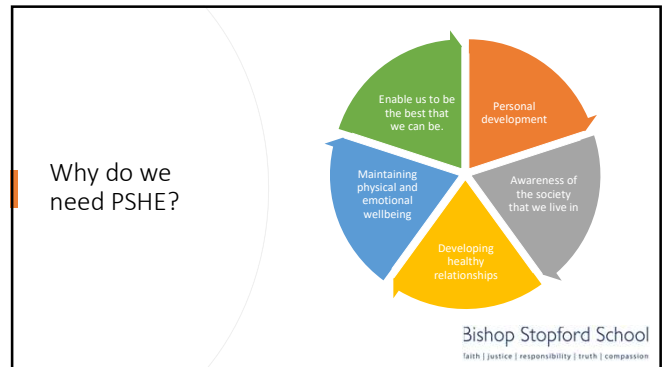 Why do we
need PSHE?
Enable us to be
the best that
we can be.
Personal
development
Awareness of
the society
that we live in
Developing
healthy
relationships
Maintaining
physical and
emotional
wellbeing
Bishop Stopford School
faith | justice | responsibility | truth | compassion